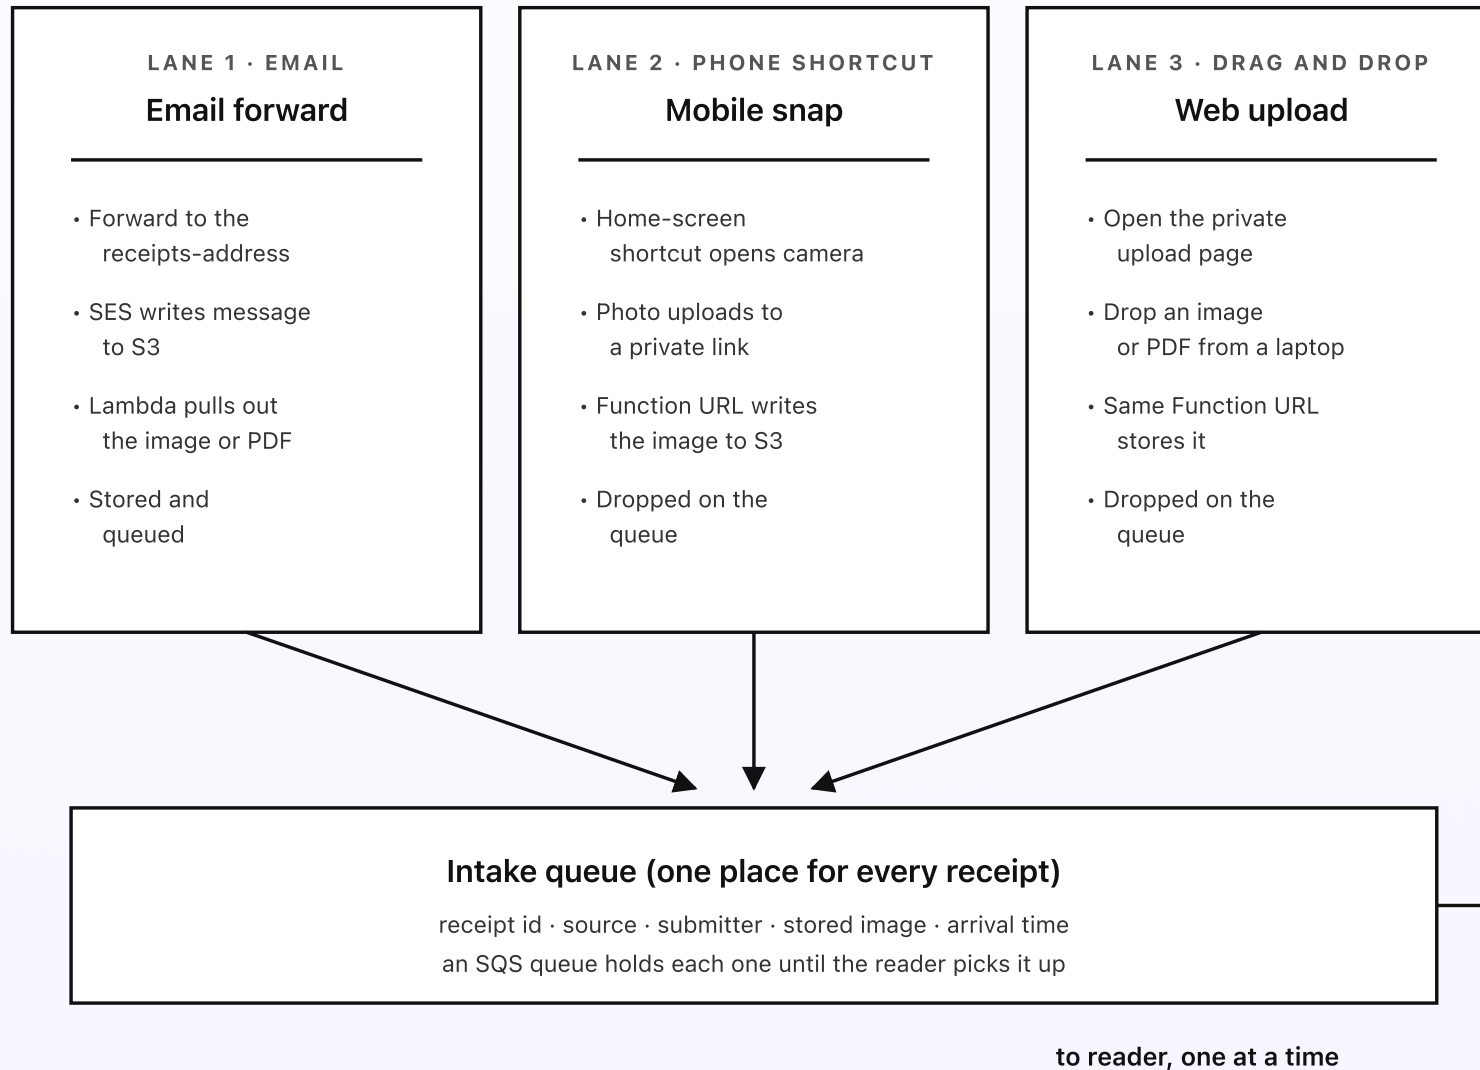 LANE 1 · EMAIL
Email forward
• Forward to the
receipts-address
• SES writes message
to S3
• Lambda pulls out
the image or PDF
• Stored and
queued
LANE 2 · PHONE SHORTCUT
Mobile snap
• Home-screen
shortcut opens camera
• Photo uploads to
a private link
• Function URL writes
the image to S3
• Dropped on the
queue
LANE 3 · DRAG AND DROP
Web upload
• Open the private
upload page
• Drop an image
or PDF from a laptop
• Same Function URL
stores it
• Dropped on the
queue
Intake queue (one place for every receipt)
receipt id · source · submitter · stored image · arrival time
an SQS queue holds each one until the reader picks it up
to reader, one at a time